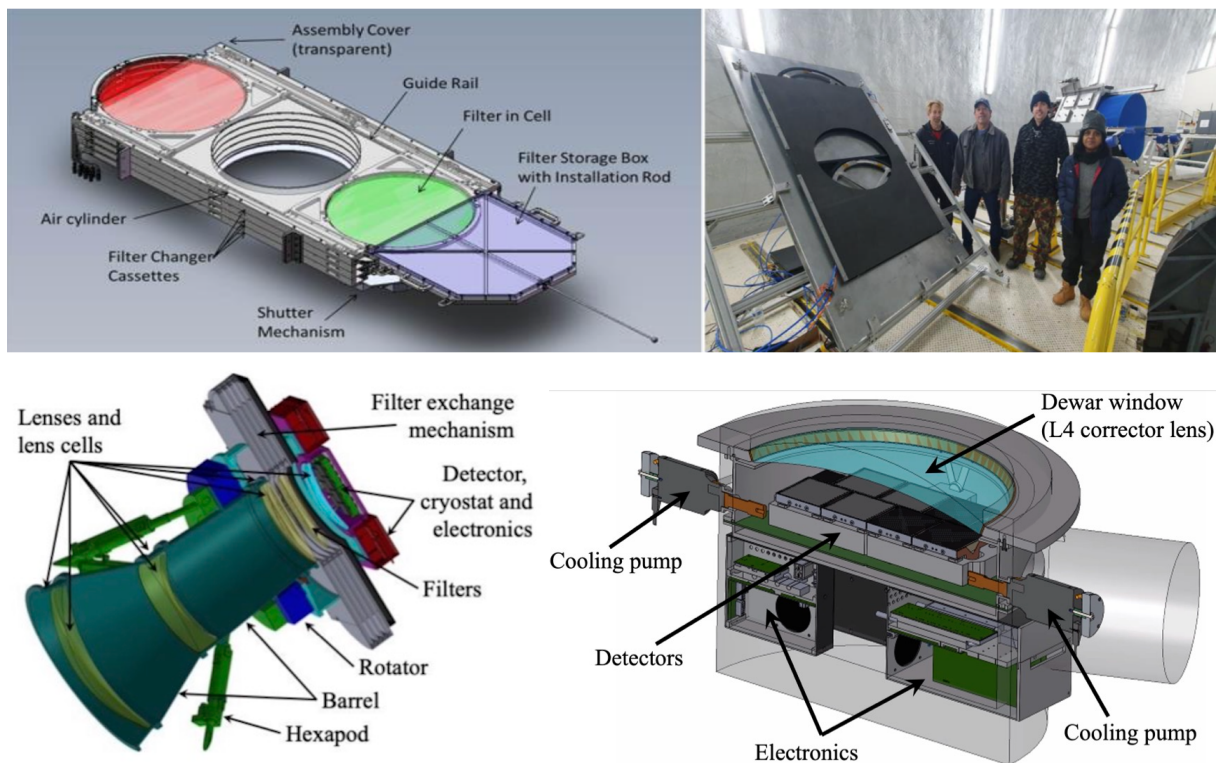 Assembly Cover
(transparent)
Guide Rail
Filter in Cell
Filter Storage Box
with Installation Rod
Air cylinder
Filter Changer
Cassettes
Shutter
Mechanism
Lenses and
lens cells
Filter exchange
mechanism
Detector,
cryostat and
electronics
Filters
Rotator
Barrel
Hexapod
Dewar window
(L4 corrector lens)
Cooling pump
Detectors
Electronics
Cooling pump